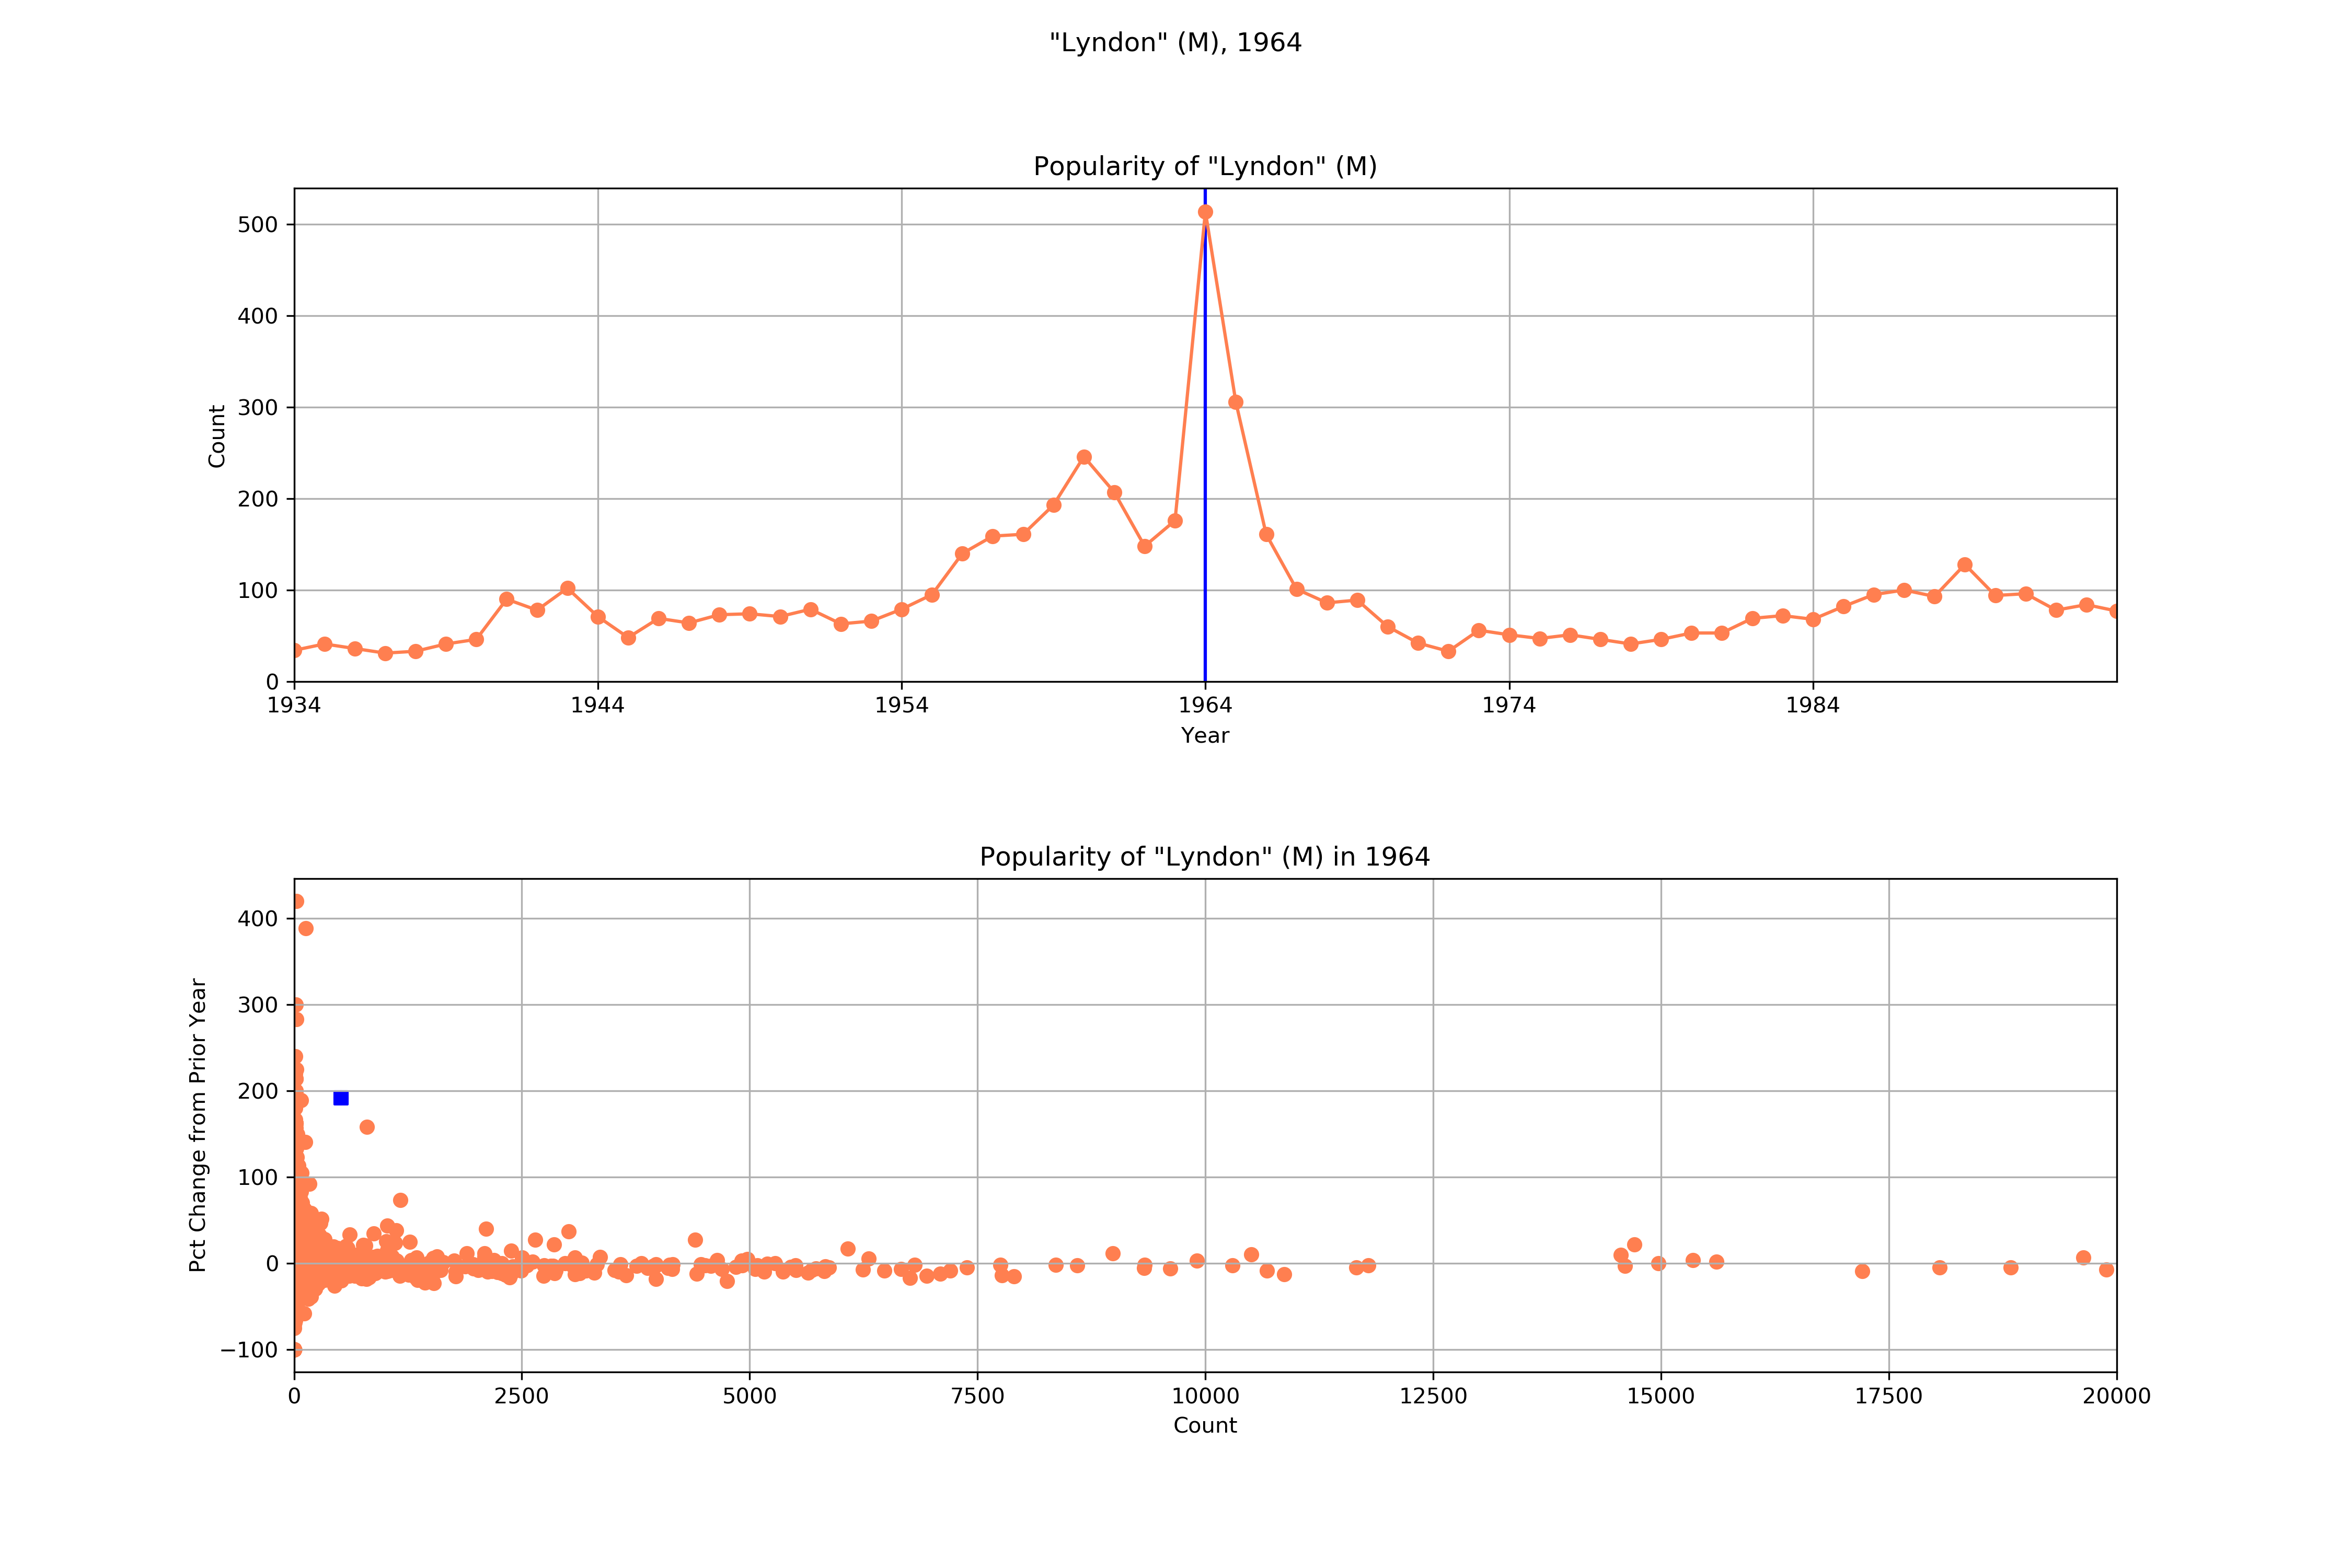 "Lyndon" (M), 1964
Popularity of "Lyndon" (M)
500
400
300
200
100
0
Count
1934 1944 1954 1964 1974 1984
Year
Popularity of "Lyndon" (M) in 1964
400
300
200
100
0
−100
Pct Change from Prior Year
0 2500 5000 7500 10000 12500 15000 17500 20000
Count